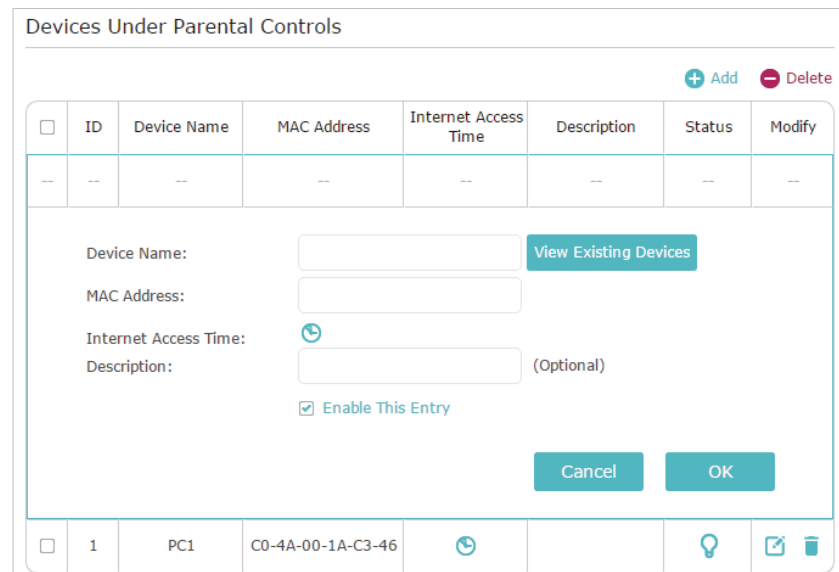 Devices Under Parental Controls
Add Delete
ID Device Name MAC Address Internet Access Time Description Status Modify
-- -- -- -- -- -- -- --
Device Name: View Existing Devices
MAC Address:
Internet Access Time:
Description: (Optional)
Enable This Entry
Cancel OK
1 PC1 C0-4A-00-1A-C3-46